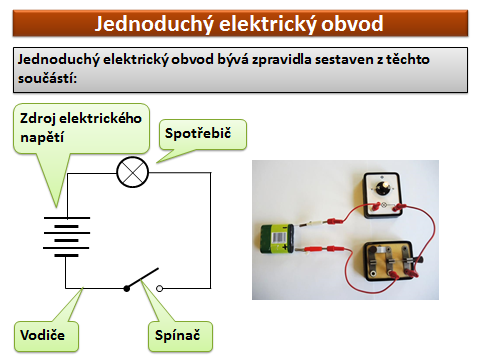 Jednoduchý elektrický obvod
Jednoduchý elektrický obvod bývá zpravidla sestaven z těchto
součástí:
Zdroj elektrického
napětí
Spotřebič
Vodiče
Spínač